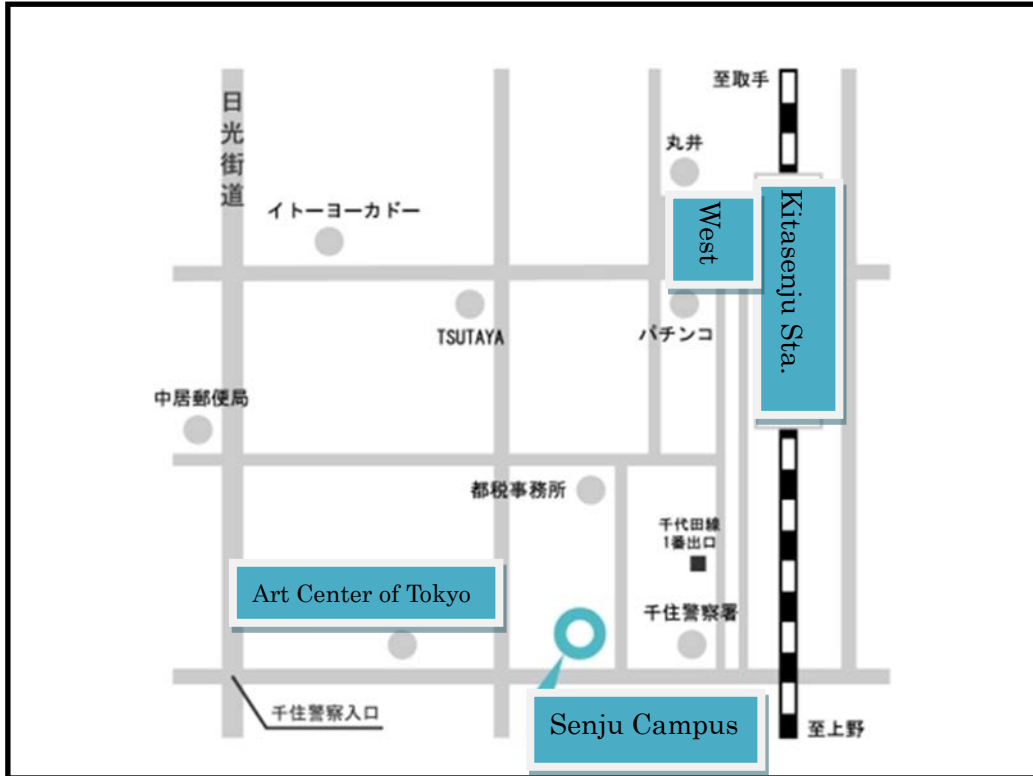 至取手
日光街道
丸井
イトーヨーカドー
West
Kitasenju Sta.
TSUTAYA
パチンコ
中居郵便局
都税事務所
千代田線
1番出口
Art Center of Tokyo
千住警察署
千住警察入口
Senju Campus
至上野